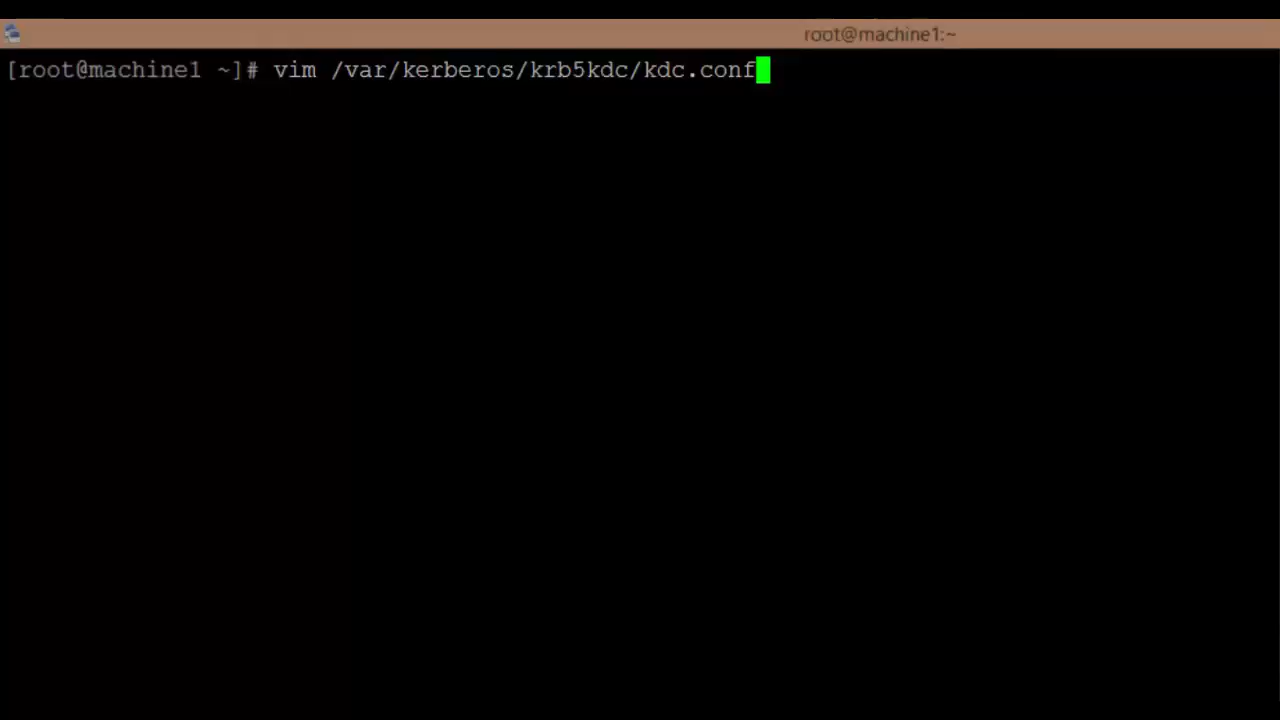 root@machine1:~
[root@machine1 ~]# vim /var/kerberos/krb5kdc/kdc.conf